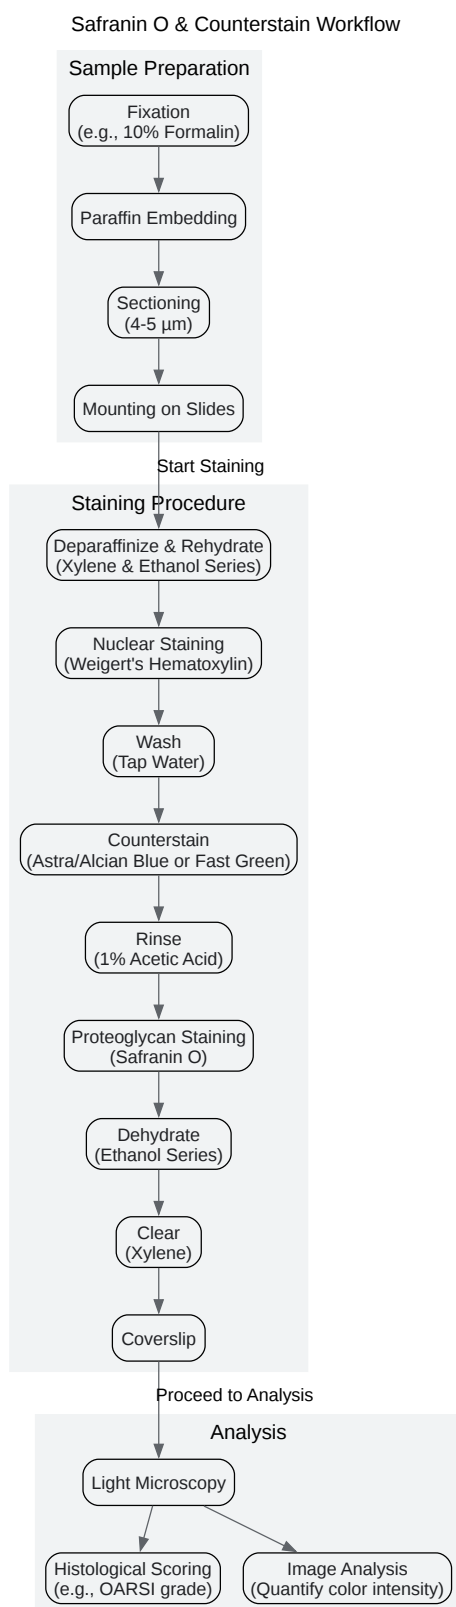 Safranin O & Counterstain Workflow
Sample Preparation
Fixation
(e.g., 10% Formalin)
Paraffin Embedding
Sectioning
(4-5 µm)
Mounting on Slides
Start Staining
Staining Procedure
Deparaffinize & Rehydrate
(Xylene & Ethanol Series)
Nuclear Staining
(Weigert's Hematoxylin)
Wash
(Tap Water)
Counterstain
(Astra/Alcian Blue or Fast Green)
Rinse
(1% Acetic Acid)
Proteoglycan Staining
(Safranin O)
Dehydrate
(Ethanol Series)
Clear
(Xylene)
Coverslip
Proceed to Analysis
Analysis
Light Microscopy
Histological Scoring
(e.g., OARSI grade)
Image Analysis
(Quantify color intensity)